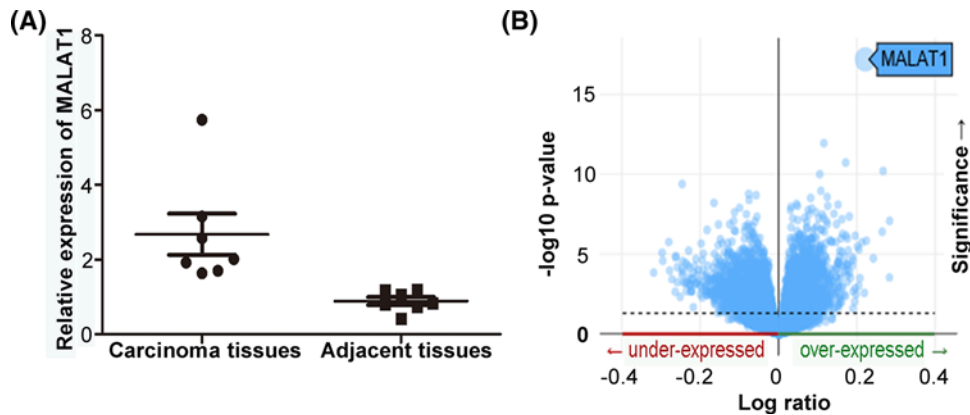 (A)
Relative expression of MALAT1
8
6
4
2
0
Carcinoma tissues
Adjacent tissues
(B)
-log10 p-value
15
10
5
0
MALAT1
Significance →
← under-expressed
over-expressed →
-0.4
-0.2
0
0.2
0.4
Log ratio